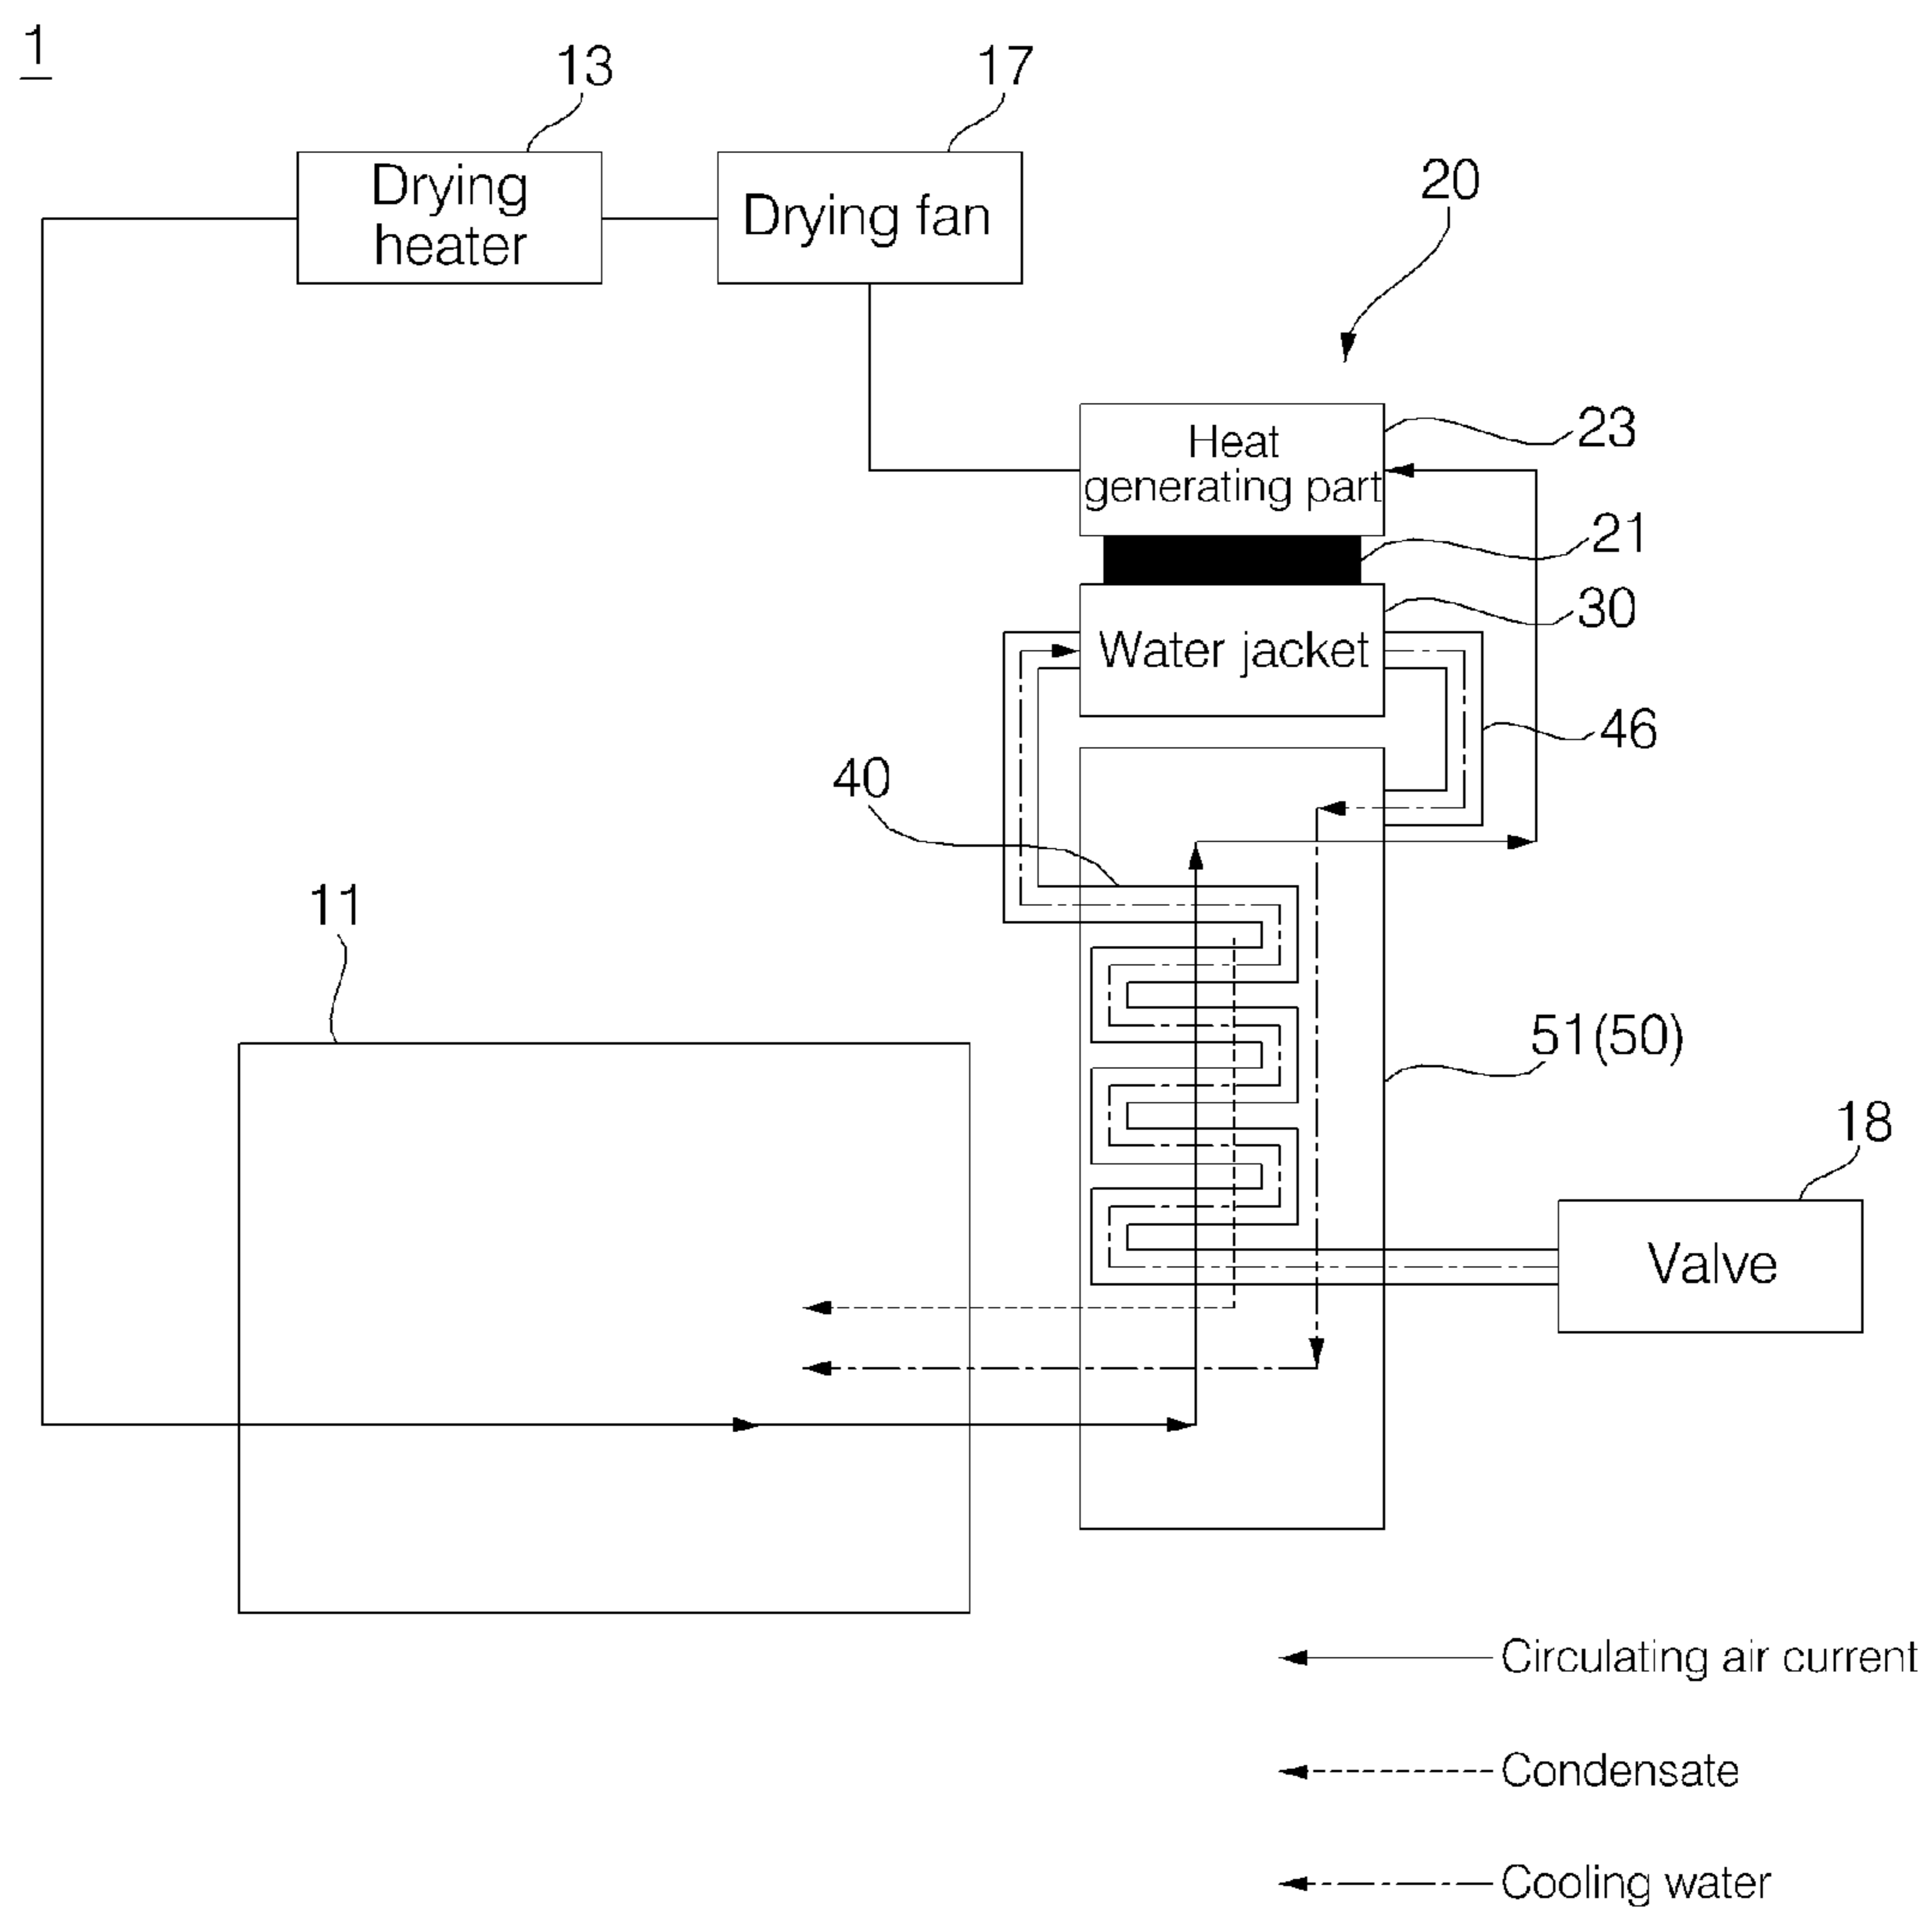 1
13
17
Drying
heater
Drying fan
20
Heat
generating part
23
21
30
Water jacket
46
40
11
51(50)
18
Valve
Circulating air current
Condensate
Cooling water